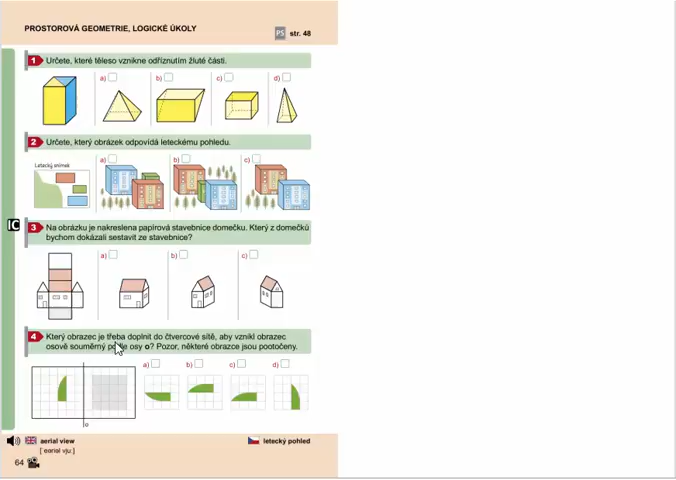 PROSTOROVÁ GEOMETRIE, LOGICKÉ ÚKOLY
PS str. 48
1 Určete, které těleso vznikne odříznutím žluté části.
a) b) c) d)
2 Určete, který obrázek odpovídá leteckému pohledu.
Letecký snímek
a) b) c)
3 Na obrázku je nakreslena papírová stavebnice domečku. Který z domečků
bychom dokázali sestavit ze stavebnice?
a) b) c)
4 Který obrazec je třeba doplnit do čtvercové sítě, aby vznikl obrazec
osově souměrný podle osy o? Pozor, některé obrazce jsou pootočeny.
a) b) c) d)
o
aerial view
letecký pohled
64